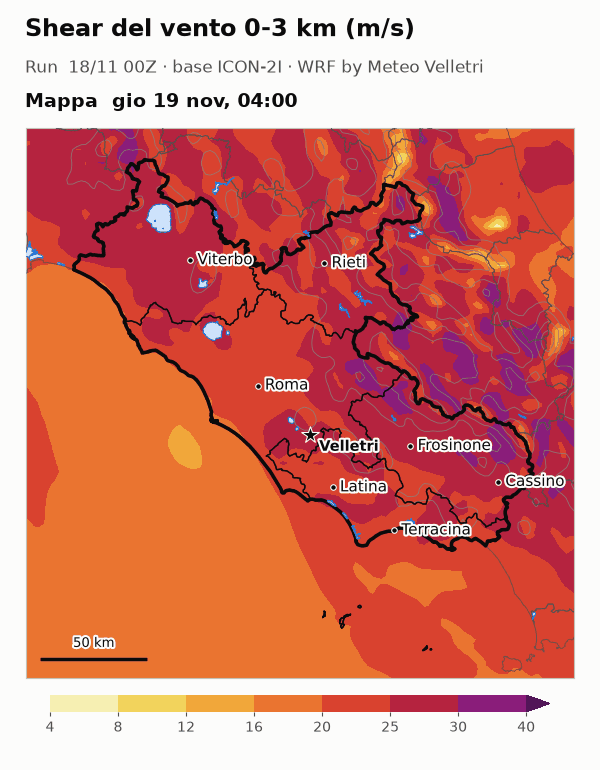 Shear del vento 0-3 km (m/s)
Run  18/11 00Z · base ICON-2I · WRF by Meteo Velletri
Mappa  gio 19 nov, 04:00
Viterbo
Rieti
Roma
Velletri
Frosinone
Cassino
Latina
Terracina
50 km
4 8 12 16 20 25 30 40